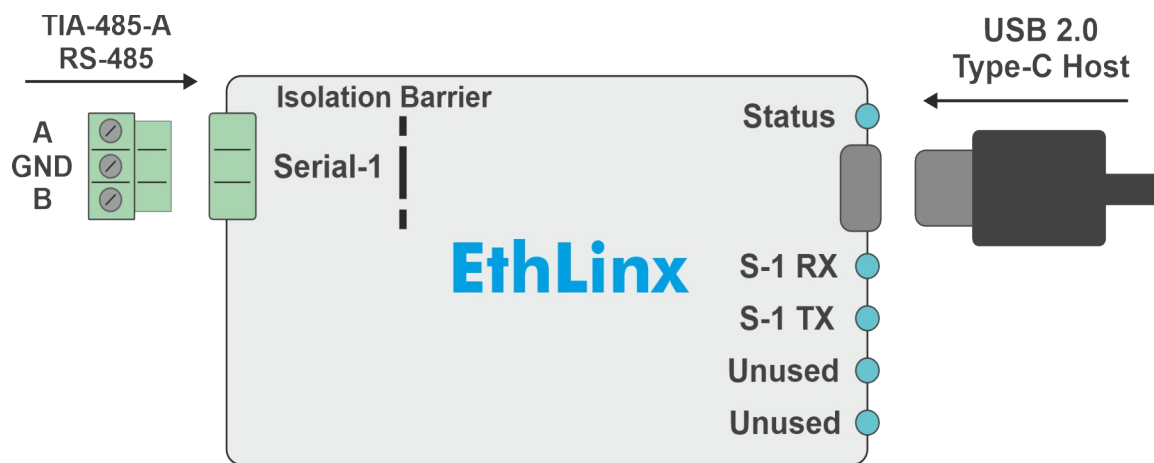 TIA-485-A
RS-485
A
GND
B
Isolation Barrier
Serial-1
EthLinx
Status
S-1 RX
S-1 TX
Unused
Unused
USB 2.0
Type-C Host